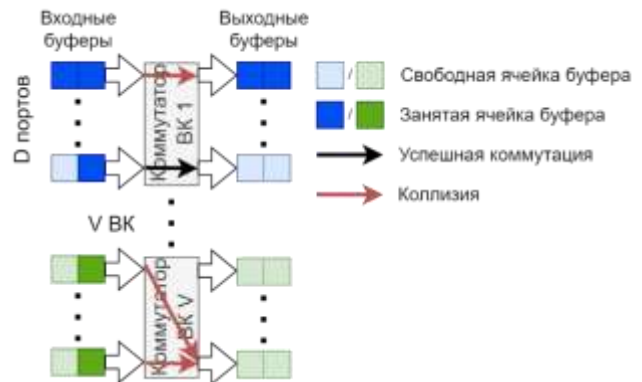 Входные
буферы
Выходные
буферы
D портов
Коммутатор
ВК 1
V ВК
Коммутатор
ВК V
Свободная ячейка буфера
/
Занятая ячейка буфера
/
Успешная коммутация
Коллизия